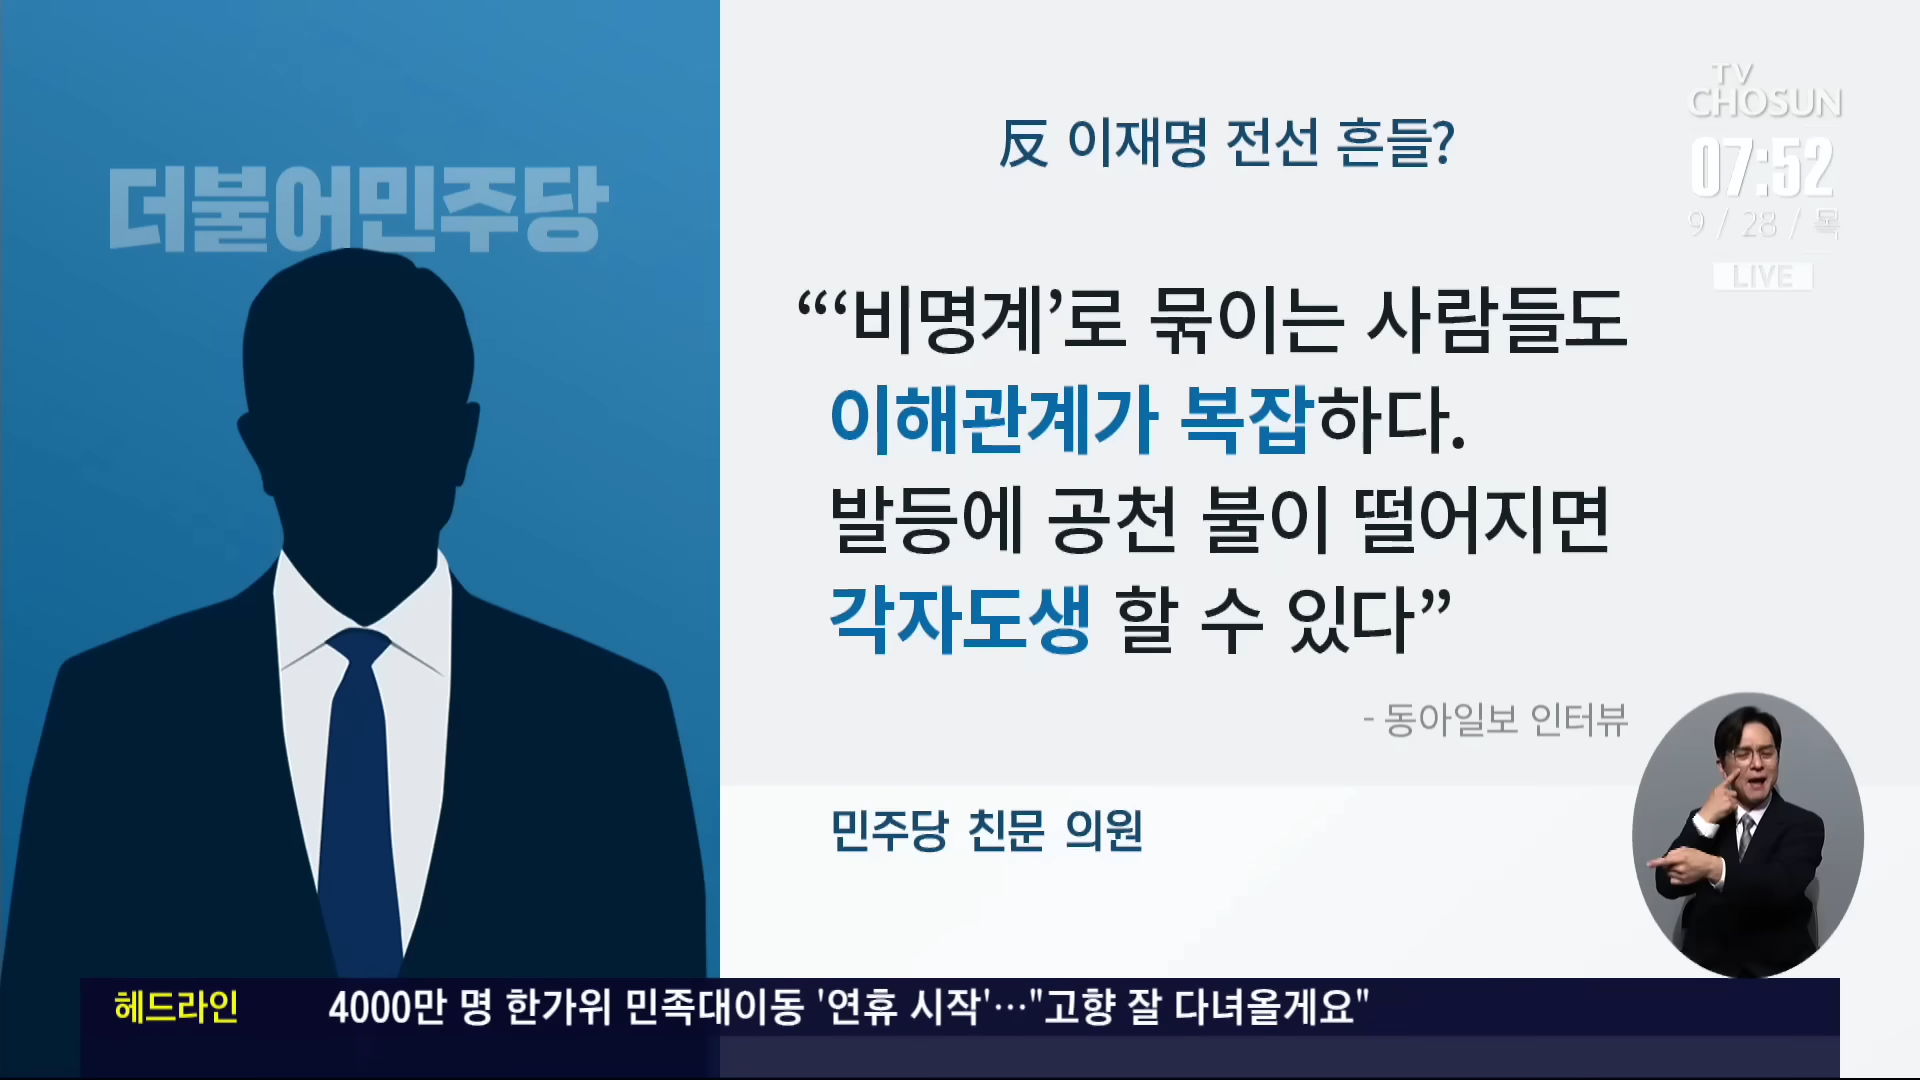 더불어민주당
反 이재명 전선 흔들?
“‘비명계’로 묶이는 사람들도
이해관계가 복잡하다.
발등에 공천 불이 떨어지면
각자도생 할 수 있다”
- 동아일보 인터뷰
민주당 친문 의원
TV
CHOSUN
07:52
9 / 28 / 목
LIVE
헤드라인 4000만 명 한가위 민족대이동 '연휴 시작'…"고향 잘 다녀올게요"